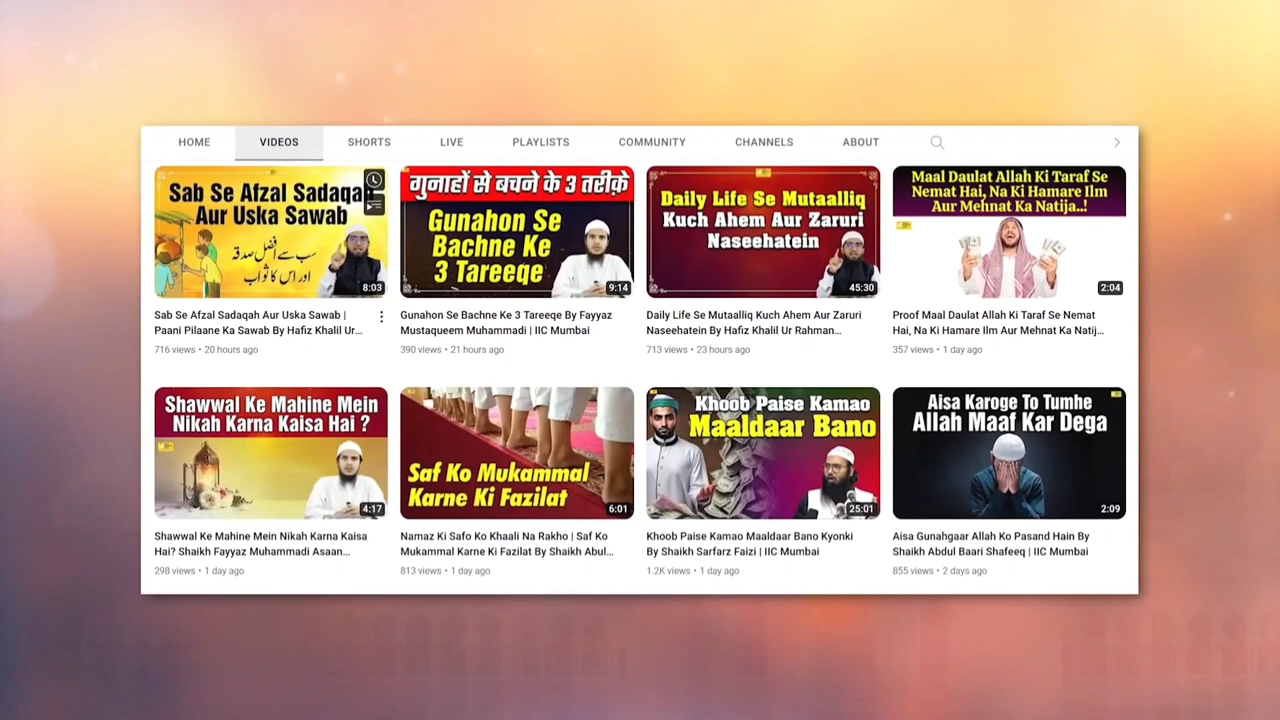 HOME VIDEOS SHORTS LIVE PLAYLISTS COMMUNITY CHANNELS ABOUT
Sab Se Afzal Sadaqah
Aur Uska Sawab
سب سے افضل صدقہ
اور اس کا ثواب
8:03
Sab Se Afzal Sadaqah Aur Uska Sawab |
Paani Pilaane Ka Sawab By Hafiz Khalil Ur...
716 views • 20 hours ago
गुनाहों से बचने के 3 तरीक़े
Gunahon Se
Bachne Ke
3 Tareeqe
9:14
Gunahon Se Bachne Ke 3 Tareeqe By Fayyaz
Mustaqueem Muhammadi | IIC Mumbai
390 views • 21 hours ago
Daily Life Se Mutaalliq
Kuch Ahem Aur Zaruri
Naseehatein
45:30
Daily Life Se Mutaalliq Kuch Ahem Aur Zaruri
Naseehatein By Hafiz Khalil Ur Rahman...
713 views • 23 hours ago
Maal Daulat Allah Ki Taraf Se
Nemat Hai, Na Ki Hamare Ilm
Aur Mehnat Ka Natija..!
2:04
Proof Maal Daulat Allah Ki Taraf Se Nemat
Hai, Na Ki Hamare Ilm Aur Mehnat Ka Natij...
357 views • 1 day ago
Shawwal Ke Mahine Mein
Nikah Karna Kaisa Hai ?
4:17
Shawwal Ke Mahine Mein Nikah Karna Kaisa
Hai? Shaikh Fayyaz Muhammadi Asaan...
298 views • 1 day ago
Saf Ko Mukammal
Karne Ki Fazilat
6:01
Namaz Ki Safo Ko Khaali Na Rakho | Saf Ko
Mukammal Karne Ki Fazilat By Shaikh Abul...
813 views • 1 day ago
Khoob Paise Kamao
Maaldaar Bano
25:01
Khoob Paise Kamao Maaldaar Bano Kyonki
By Shaikh Sarfarz Faizi | IIC Mumbai
1.2K views • 1 day ago
Aisa Karoge To Tumhe
Allah Maaf Kar Dega
2:09
Aisa Gunahgaar Allah Ko Pasand Hain By
Shaikh Abdul Baari Shafeeq | IIC Mumbai
855 views • 2 days ago